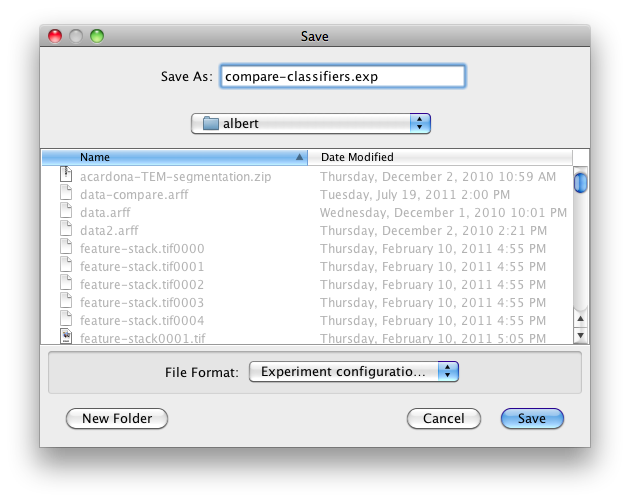 Save
Save As: compare-classifiers.exp
albert
Name Date Modified
acardona-TEM-segmentation.zip Thursday, December 2, 2010 10:59 AM
data-compare.arff Tuesday, July 19, 2011 2:00 PM
data.arff Wednesday, December 1, 2010 10:01 PM
data2.arff Thursday, December 2, 2010 2:21 PM
feature-stack.tif0000 Thursday, February 10, 2011 4:55 PM
feature-stack.tif0001 Thursday, February 10, 2011 4:55 PM
feature-stack.tif0002 Thursday, February 10, 2011 4:55 PM
feature-stack.tif0003 Thursday, February 10, 2011 4:55 PM
feature-stack.tif0004 Thursday, February 10, 2011 4:55 PM
feature-stack0001.tif Thursday, February 10, 2011 5:05 PM
File Format: Experiment configuratio...
New Folder Cancel Save